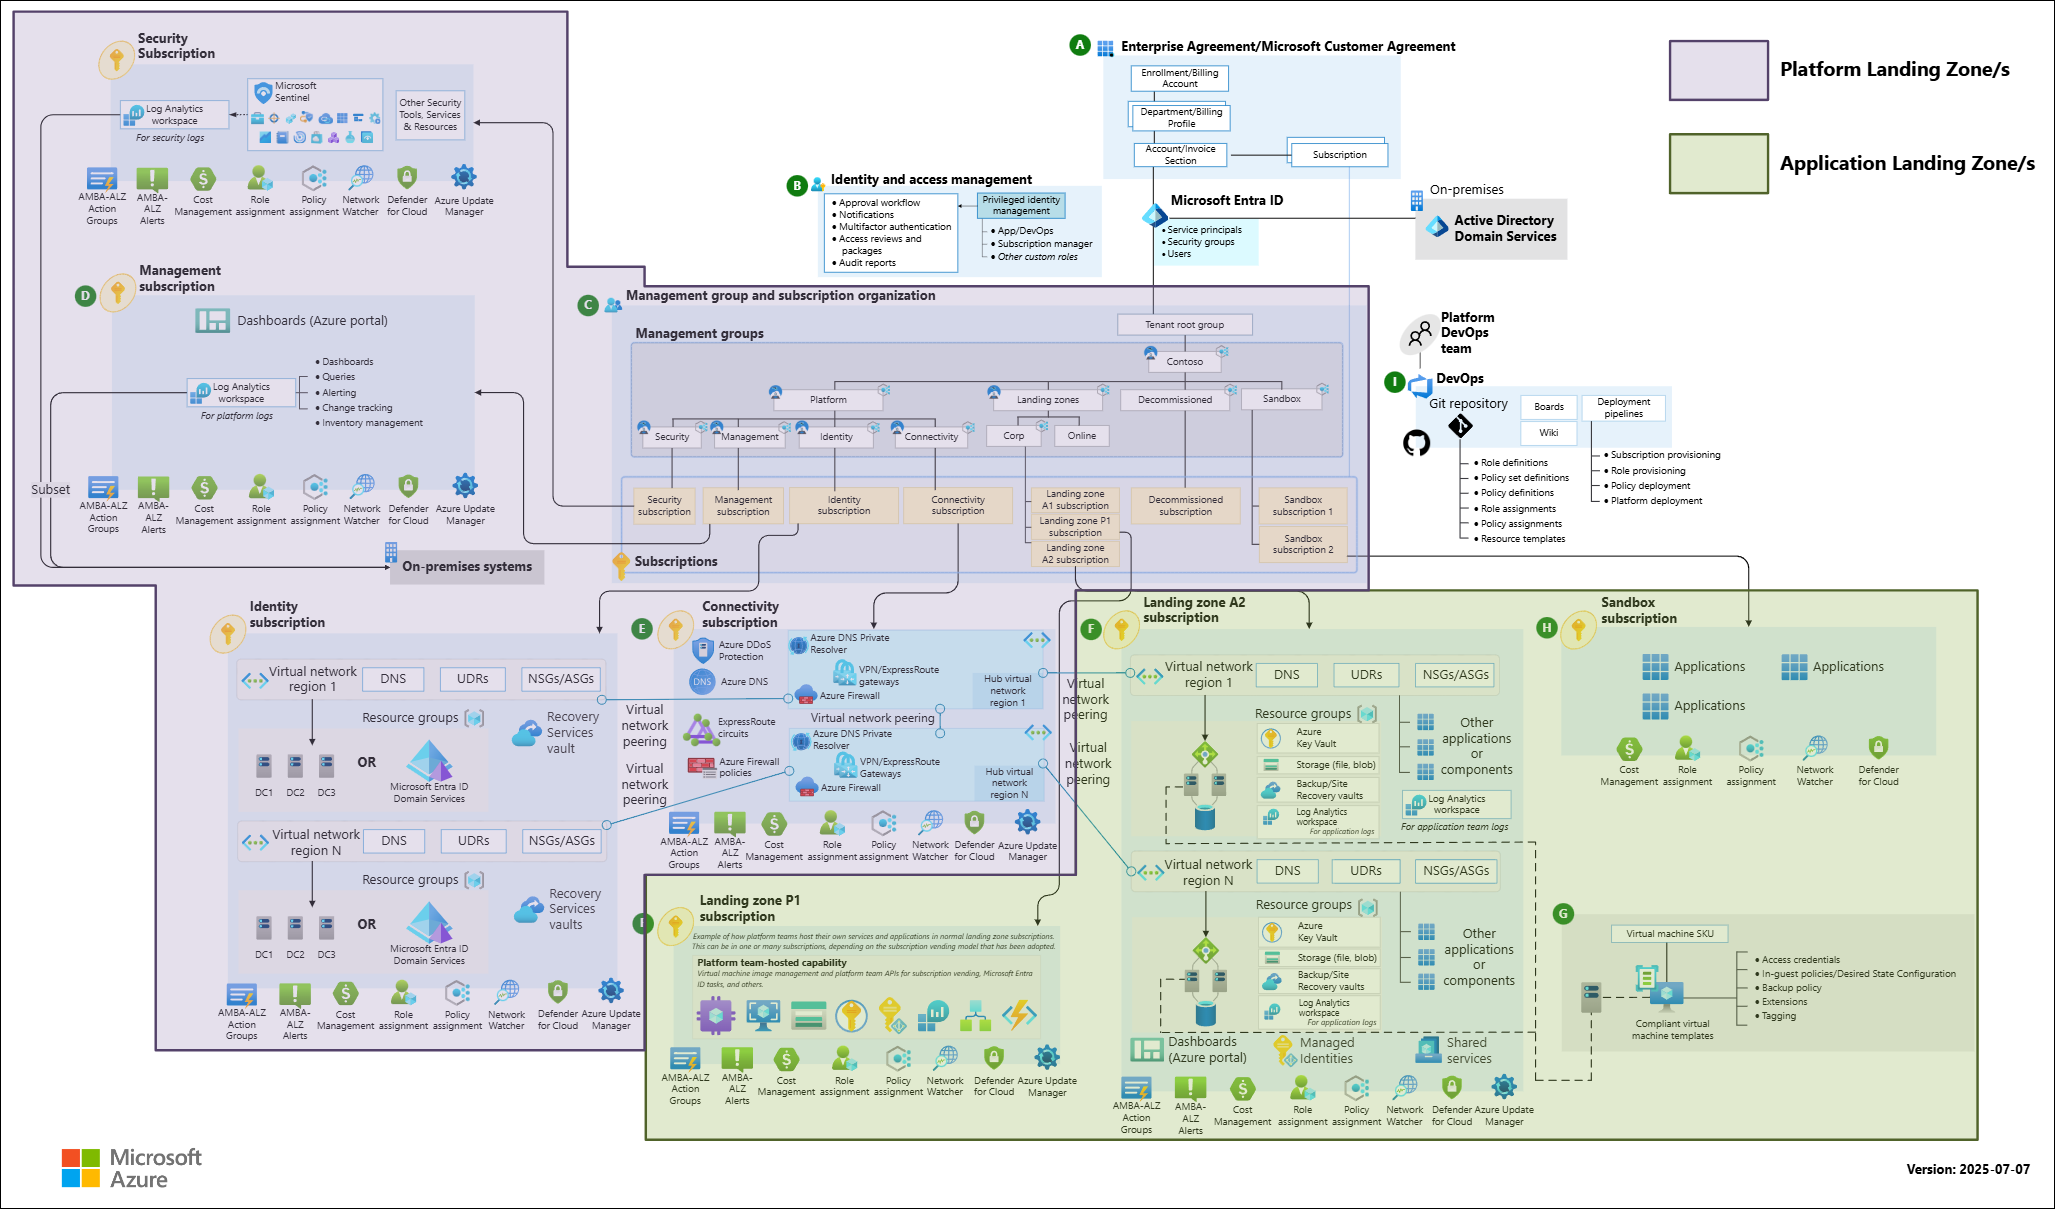 Security
Subscription
Log Analytics
workspace
For security logs
Microsoft
Sentinel
Other Security
Tools, Services
& Resources
AMBA-ALZ
Action
Groups
AMBA-
ALZ
Alerts
Cost
Management
Role
assignment
Policy
assignment
Network
Watcher
Defender
for Cloud
Azure Update
Manager
D
Management
subscription
Dashboards (Azure portal)
Log Analytics
workspace
For platform logs
• Dashboards
• Queries
• Alerting
• Change tracking
• Inventory management
Subset
AMBA-ALZ
Action
Groups
AMBA-
ALZ
Alerts
Cost
Management
Role
assignment
Policy
assignment
Network
Watcher
Defender
for Cloud
Azure Update
Manager
On-premises systems
A
Enterprise Agreement/Microsoft Customer Agreement
Enrollment/Billing
Account
Department/Billing
Profile
Account/Invoice
Section
Subscription
B
Identity and access management
• Approval workflow
• Notifications
• Multifactor authentication
• Access reviews and
packages
• Audit reports
Privileged identity
management
• App/DevOps
• Subscription manager
• Other custom roles
Microsoft Entra ID
• Service principals
• Security groups
• Users
On-premises
Active Directory
Domain Services
Platform Landing Zone/s
Application Landing Zone/s
C
Management group and subscription organization
Management groups
Tenant root group
Contoso
Platform
Landing zones
Decommissioned
Sandbox
Security
Management
Identity
Connectivity
Corp
Online
Security
subscription
Management
subscription
Identity
subscription
Connectivity
subscription
Landing zone
A1 subscription
Landing zone P1
subscription
Landing zone
A2 subscription
Decommissioned
subscription
Sandbox
subscription 1
Sandbox
subscription 2
Subscriptions
Platform
DevOps
team
I
DevOps
Git repository
Boards
Wiki
Deployment
pipelines
• Role definitions
• Policy set definitions
• Policy definitions
• Role assignments
• Policy assignments
• Resource templates
• Subscription provisioning
• Role provisioning
• Policy deployment
• Platform deployment
Identity
subscription
Virtual network
region 1
DNS
UDRs
NSGs/ASGs
Resource groups
Recovery
Services
vault
DC1
DC2
DC3
OR
Microsoft Entra ID
Domain Services
Virtual network
region N
DNS
UDRs
NSGs/ASGs
Resource groups
Recovery
Services
vaults
DC1
DC2
DC3
OR
Microsoft Entra ID
Domain Services
AMBA-ALZ
Action
Groups
AMBA-
ALZ
Alerts
Cost
Management
Role
assignment
Policy
assignment
Network
Watcher
Defender
for Cloud
Azure Update
Manager
Virtual
network
peering
Virtual
network
peering
E
Connectivity
subscription
Azure DDoS
Protection
DNS
Azure DNS
ExpressRoute
circuits
Azure Firewall
policies
Azure DNS Private
Resolver
VPN/ExpressRoute
gateways
Azure Firewall
Hub virtual
network
region 1
Virtual network peering
Azure DNS Private
Resolver
VPN/ExpressRoute
Gateways
Azure Firewall
Hub virtual
network
region N
AMBA-ALZ
Action
Groups
AMBA-
ALZ
Alerts
Cost
Management
Role
assignment
Policy
assignment
Network
Watcher
Defender
for Cloud
Azure Update
Manager
Virtual
network
peering
Virtual
network
peering
Landing zone P1
subscription
Example of how platform teams host their own services and applications in normal landing zone subscriptions.
This can be in one or many subscriptions, depending on the subscription vending model that has been adopted.
Platform team-hosted capability
Virtual machine image management and platform team APIs for subscription vending, Microsoft Entra
ID tasks, and others.
AMBA-ALZ
Action
Groups
AMBA-
ALZ
Alerts
Cost
Management
Role
assignment
Policy
assignment
Network
Watcher
Defender
for Cloud
Azure Update
Manager
F
Landing zone A2
subscription
Virtual network
region 1
DNS
UDRs
NSGs/ASGs
Resource groups
Azure
Key Vault
Storage (file, blob)
Backup/Site
Recovery vaults
Log Analytics
workspace
For application logs
Other
applications
or
components
Log Analytics
workspace
For application team logs
Virtual network
region N
DNS
UDRs
NSGs/ASGs
Resource groups
Azure
Key Vault
Storage (file, blob)
Backup/Site
Recovery vaults
Log Analytics
workspace
For application logs
Other
applications
or
components
Dashboards
(Azure portal)
Managed
Identities
Shared
services
AMBA-ALZ
Action
Groups
AMBA-
ALZ
Alerts
Cost
Management
Role
assignment
Policy
assignment
Network
Watcher
Defender
for Cloud
Azure Update
Manager
H
Sandbox
subscription
Applications
Applications
Applications
Cost
Management
Role
assignment
Policy
assignment
Network
Watcher
Defender
for Cloud
G
Virtual machine SKU
Compliant virtual
machine templates
• Access credentials
• In-guest policies/Desired State Configuration
• Backup policy
• Extensions
• Tagging
Microsoft
Azure
Version: 2025-07-07